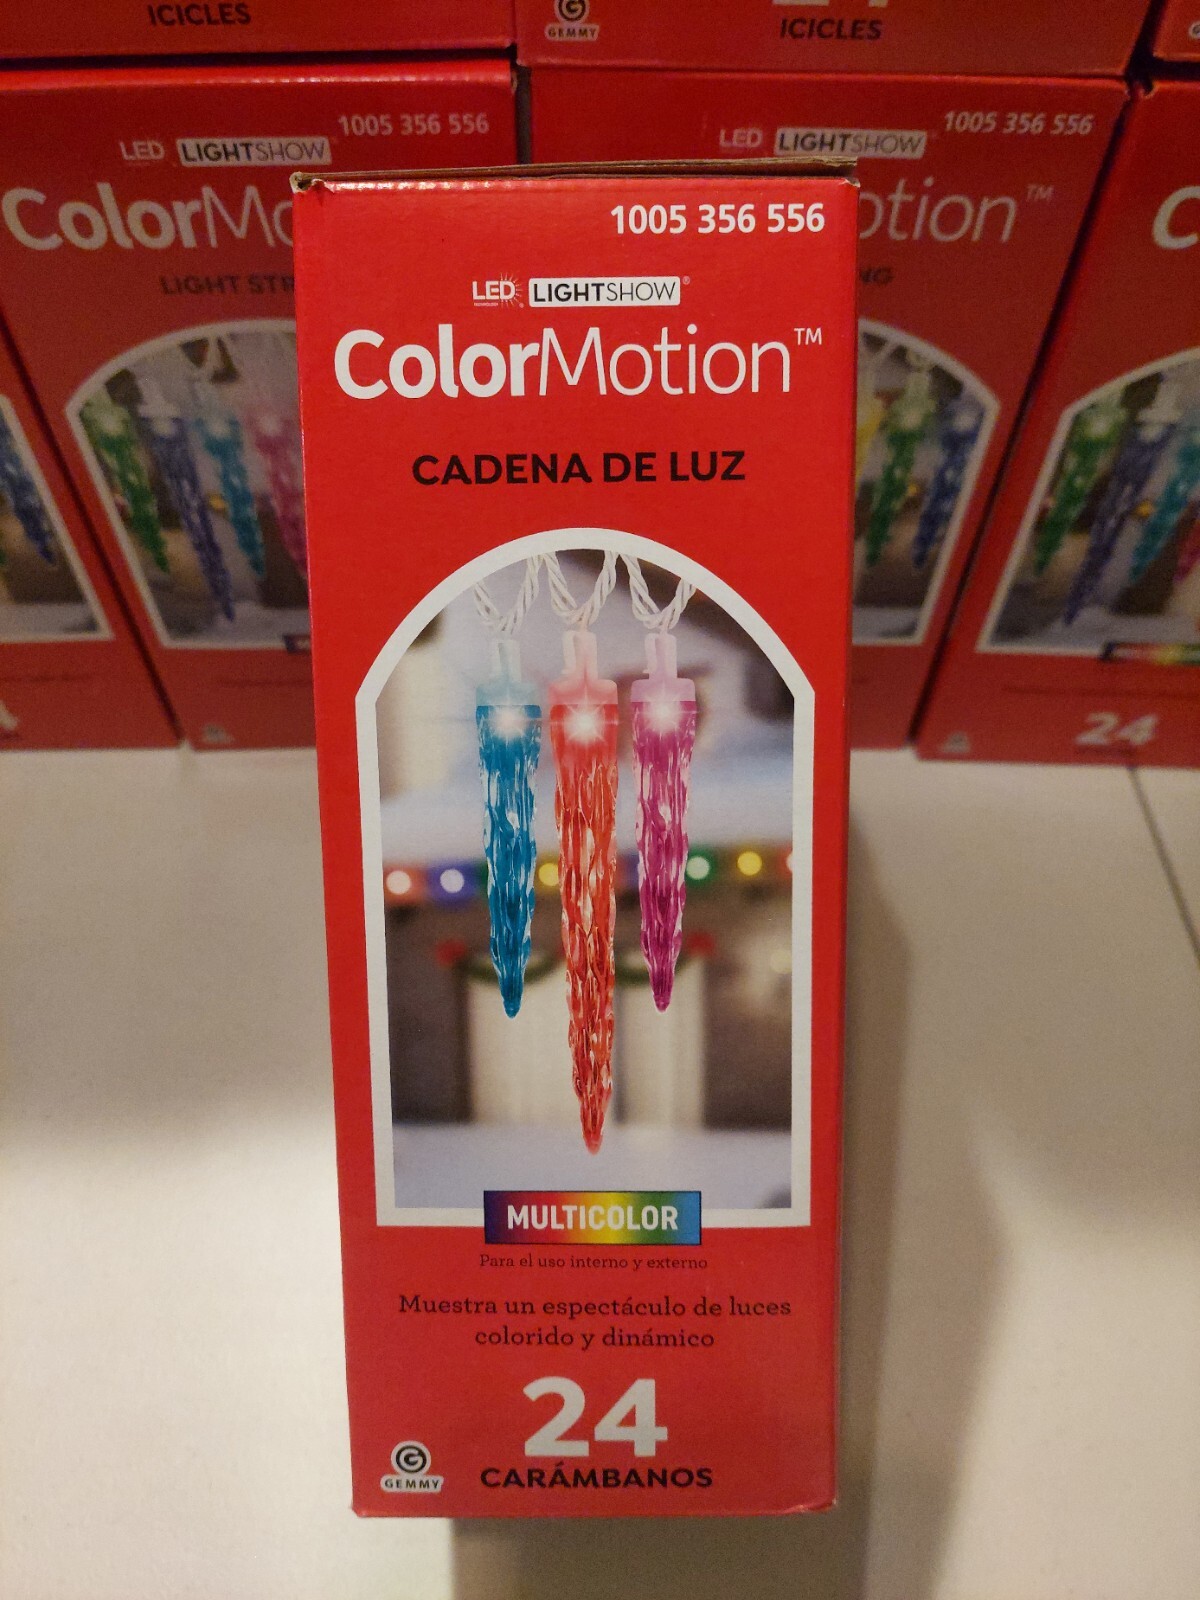 ICICLES
GEMMY
ICICLES
1005 356 556
LED LIGHTSHOW
ColorMo
LIGHT STR
1005 356 556
LED LIGHTSHOW
otion™
NG
C
24
1005 356 556
LED LIGHTSHOW®
ColorMotion™
CADENA DE LUZ
MULTICOLOR
Para el uso interno y externo
Muestra un espectáculo de luces
colorido y dinámico
24
CARÁMBANOS
G
GEMMY